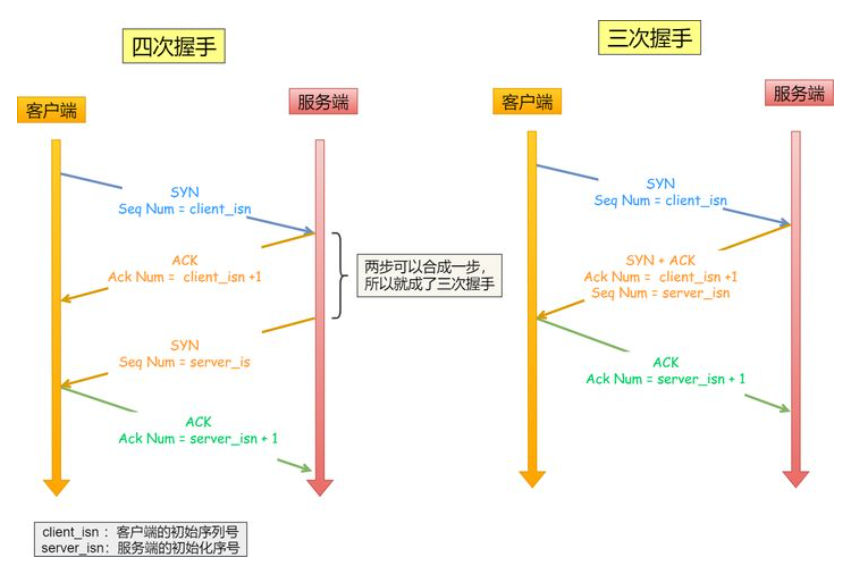 四次握手
客户端
服务端
SYN
Seq Num = client_isn
ACK
Ack Num = client_isn +1
两步可以合成一步，
所以就成了三次握手
SYN
Seq Num = server_is
ACK
Ack Num = server_isn + 1
三次握手
客户端
服务端
SYN
Seq Num = client_isn
SYN + ACK
Ack Num = client_isn +1
Seq Num = server_isn
ACK
Ack Num = server_isn + 1
client_isn：客户端的初始序列号
server_isn：服务端的初始化序号